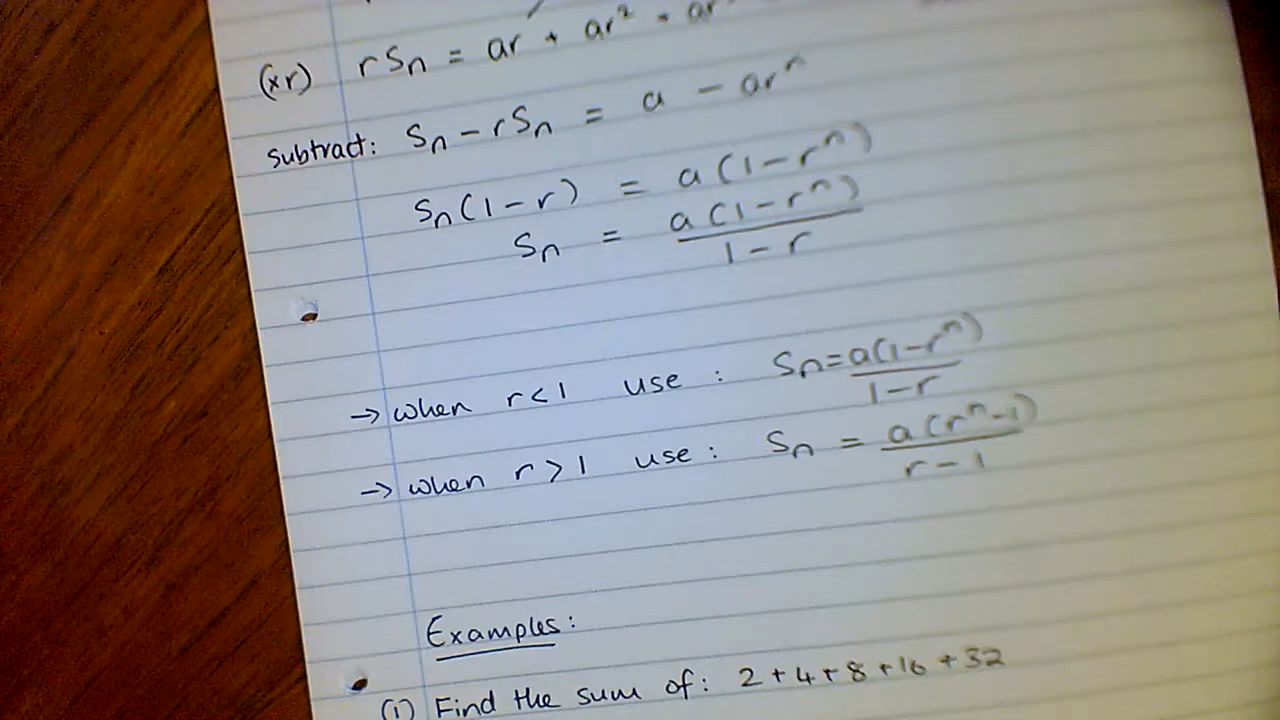 (×r) rSn = ar + ar² + ar
subtract: Sn - rSn = a - arⁿ
Sn(1-r) = a(1-rⁿ)
Sn = a(1-rⁿ) / 1-r
→ when r<1 use : Sn = a(1-rⁿ) / 1-r
→ when r>1 use : Sn = a(rⁿ-1) / r-1
Examples:
(1) Find the sum of: 2+4+8+16+32